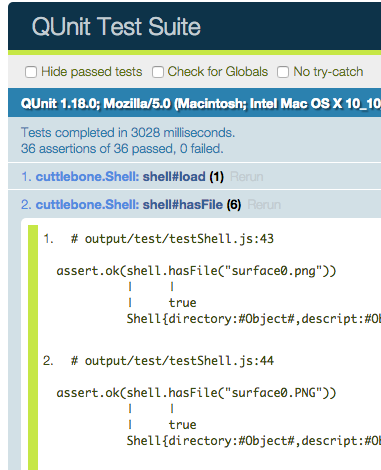 QUnit Test Suite
Hide passed tests Check for Globals No try-catch
QUnit 1.18.0; Mozilla/5.0 (Macintosh; Intel Mac OS X 10_10
Tests completed in 3028 milliseconds.
36 assertions of 36 passed, 0 failed.
1. cuttlebone.Shell: shell#load (1) Rerun
2. cuttlebone.Shell: shell#hasFile (6) Rerun
1. # output/test/testShell.js:43
assert.ok(shell.hasFile("surface0.png"))
| |
| true
Shell{directory:#Object#,descript:#Ob
2. # output/test/testShell.js:44
assert.ok(shell.hasFile("surface0.PNG"))
| |
| true
Shell{directory:#Object#,descript:#Ob